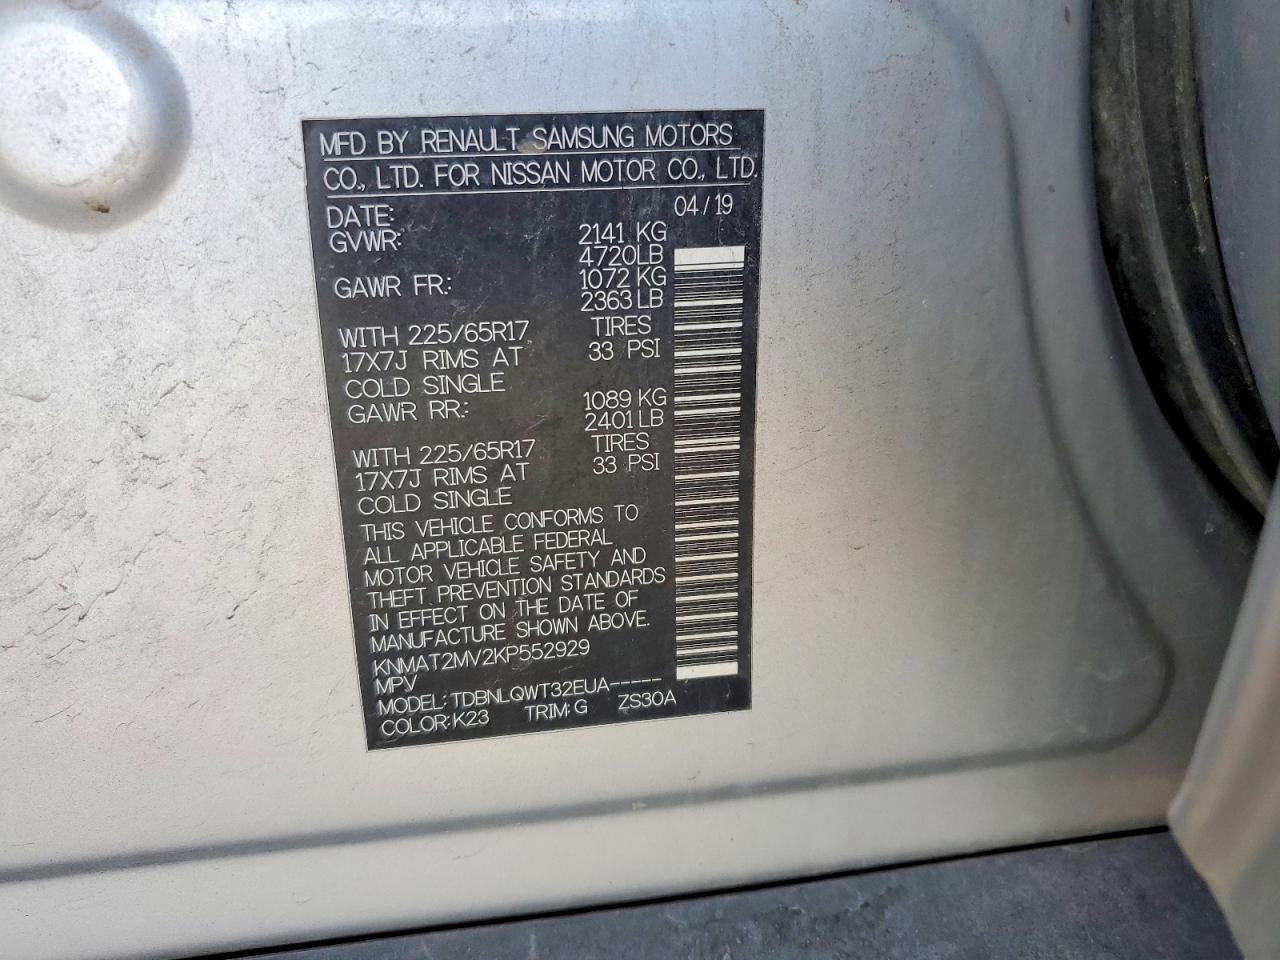 MFD BY RENAULT SAMSUNG MOTORS
CO., LTD. FOR NISSAN MOTOR CO., LTD.
DATE: 04/19
GVWR: 2141 KG
4720LB
GAWR FR: 1072 KG
2363 LB
WITH 225/65R17 TIRES
17X7J RIMS AT 33 PSI
COLD SINGLE
GAWR RR: 1089 KG
2401 LB
WITH 225/65R17 TIRES
17X7J RIMS AT 33 PSI
COLD SINGLE
THIS VEHICLE CONFORMS TO
ALL APPLICABLE FEDERAL
MOTOR VEHICLE SAFETY AND
THEFT PREVENTION STANDARDS
IN EFFECT ON THE DATE OF
MANUFACTURE SHOWN ABOVE.
KNMAT2MV2KP552929
MPV
MODEL: TDBNLQWT32EUA-----
COLOR: K23 TRIM: G ZS30A